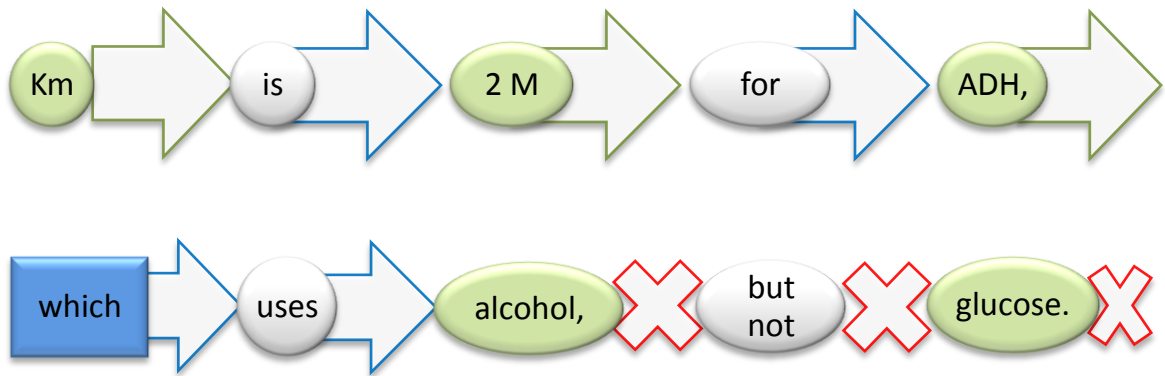 Km is 2 M for ADH,
which uses alcohol, but not glucose.